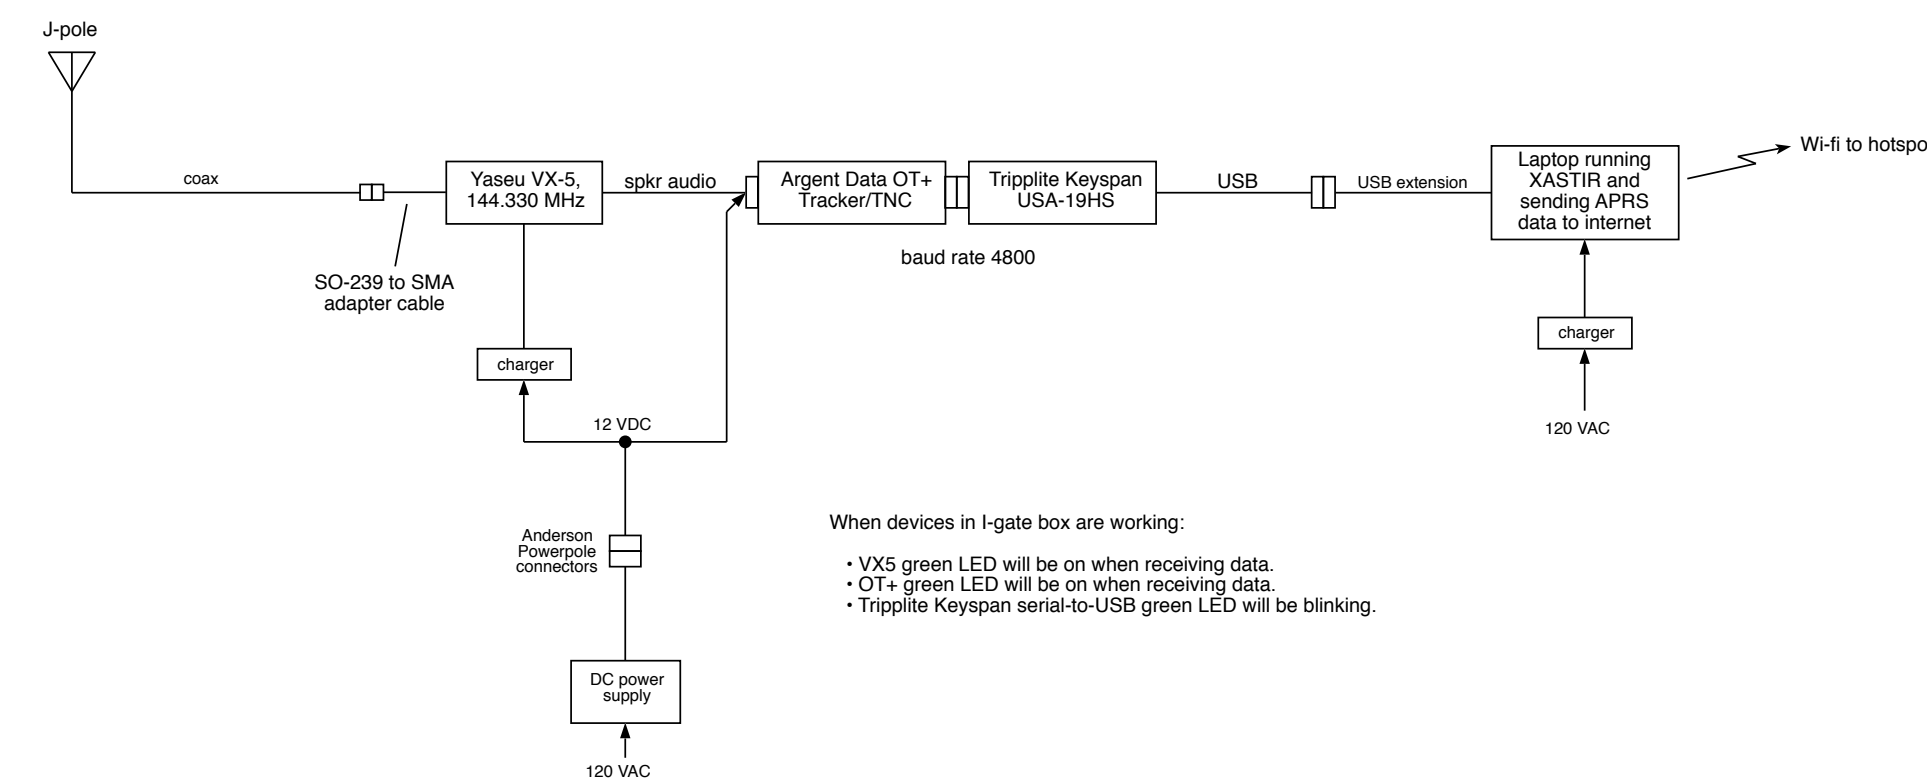 J-pole
coax
SO-239 to SMA
adapter cable
Yaseu VX-5,
144.330 MHz
spkr audio
Argent Data OT+
Tracker/TNC
Tripplite Keyspan
USA-19HS
baud rate 4800
USB
USB extension
Laptop running
XASTIR and
sending APRS
data to internet
Wi-fi to hotspo
charger
120 VAC
charger
12 VDC
Anderson
Powerpole
connectors
DC power
supply
120 VAC
When devices in I-gate box are working:
• VX5 green LED will be on when receiving data.
• OT+ green LED will be on when receiving data.
• Tripplite Keyspan serial-to-USB green LED will be blinking.